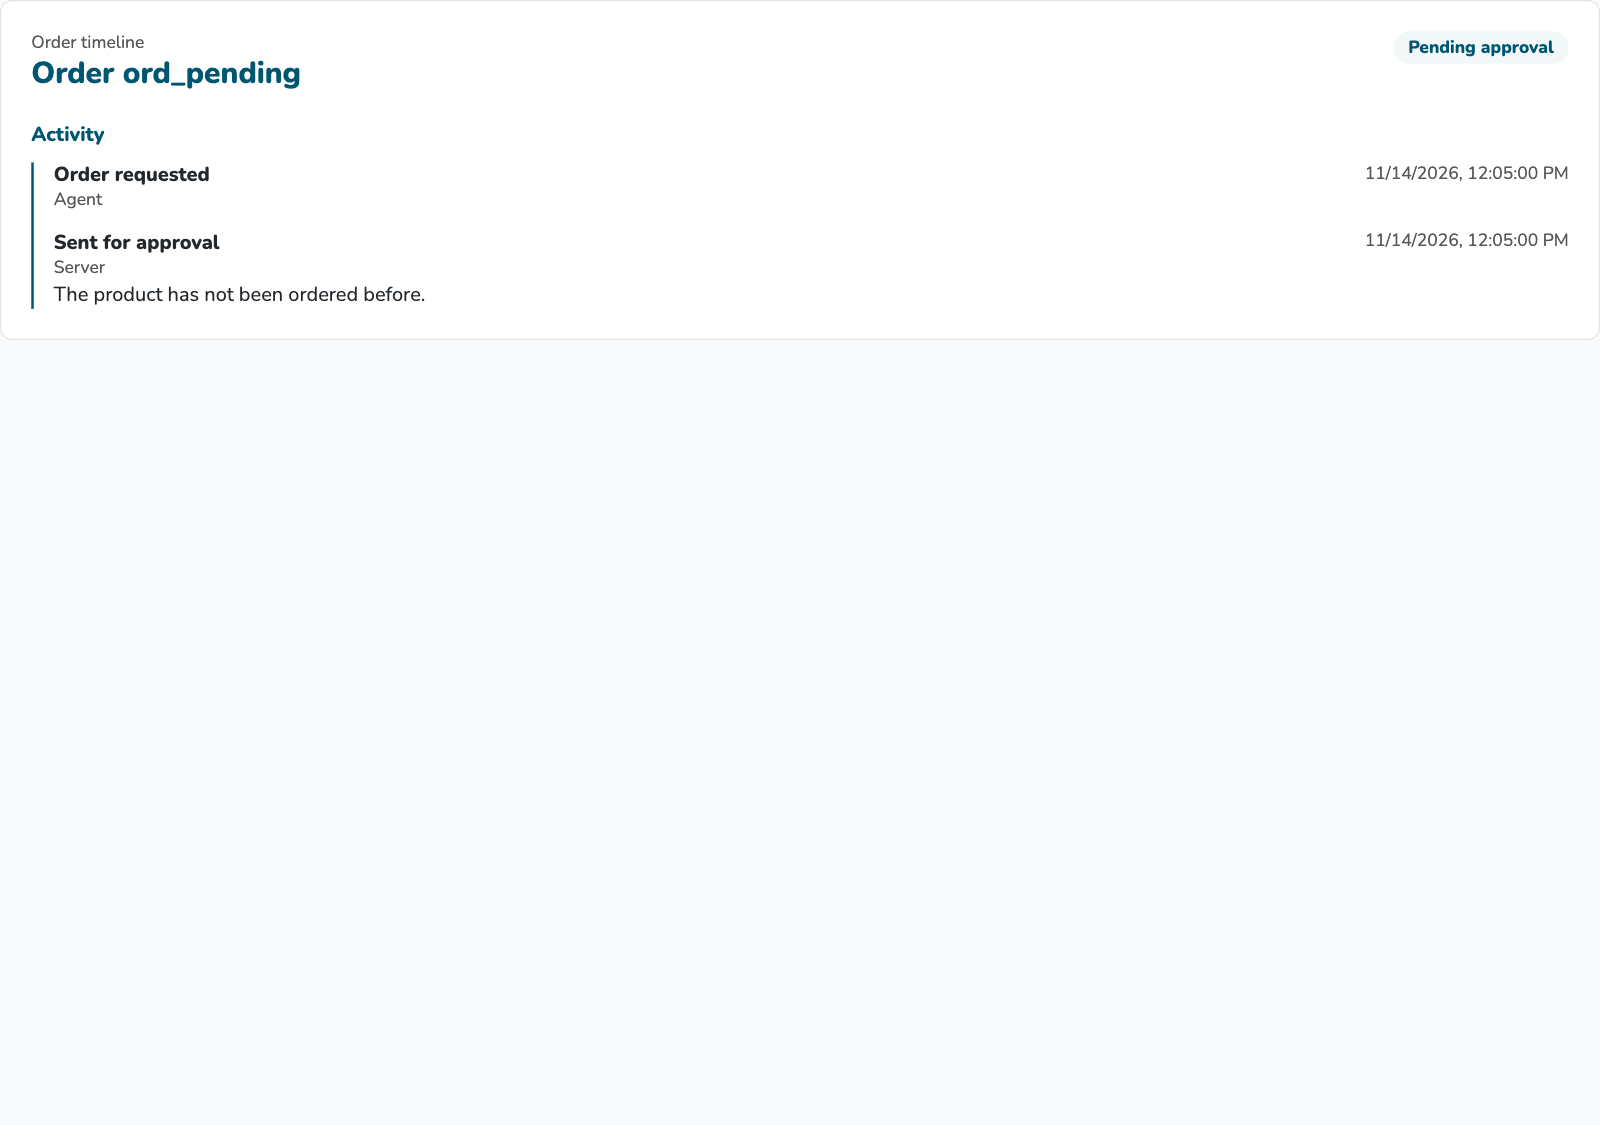 Order timeline
Pending approval
Order ord_pending
Activity
Order requested
11/14/2026, 12:05:00 PM
Agent
Sent for approval
11/14/2026, 12:05:00 PM
Server
The product has not been ordered before.